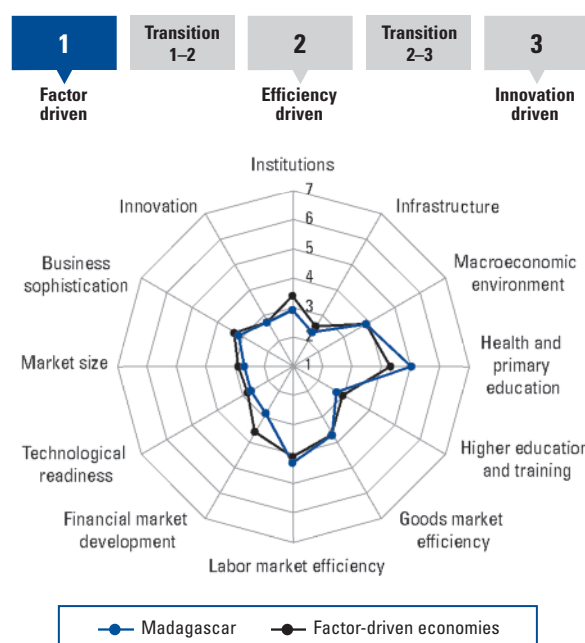 1
Transition
1–2
2
Transition
2–3
3
Factor
driven
Efficiency
driven
Innovation
driven
Institutions
7
Innovation
Infrastructure
6
5
Business
sophistication
Macroeconomic
environment
4
3
2
Market size
1
Health and
primary
education
Technological
readiness
Higher education
and training
Financial market
development
Goods market
efficiency
Labor market efficiency
Madagascar
Factor-driven economies